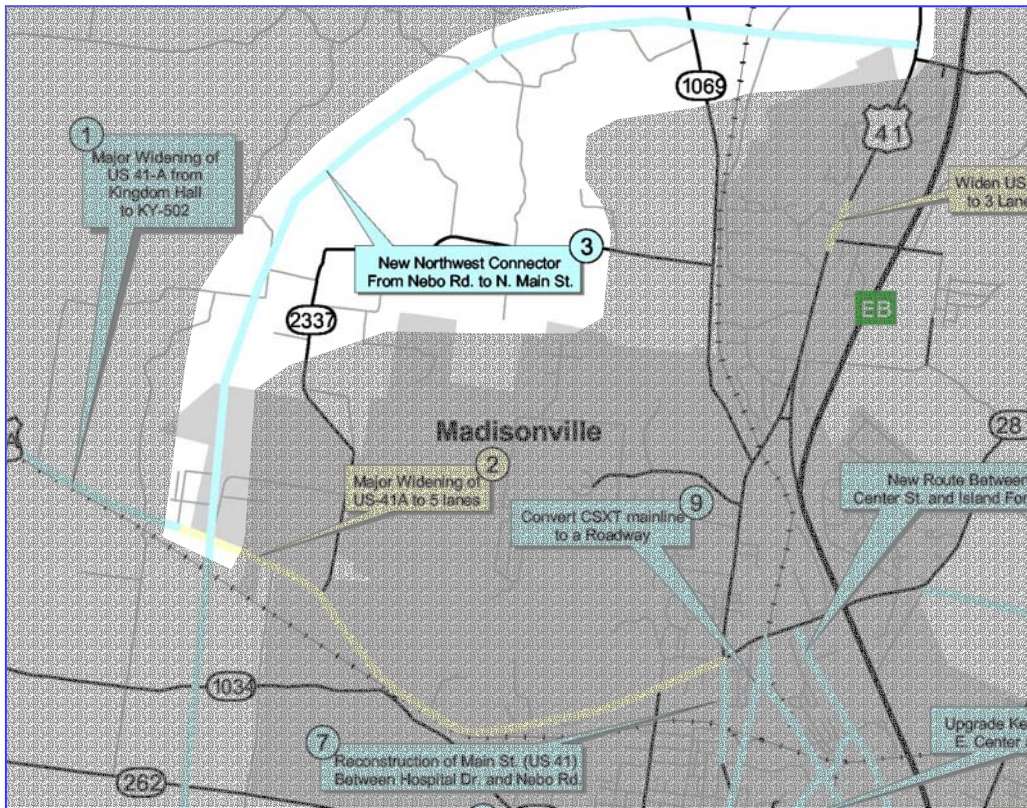 1069
41
1
Major Widening of
US 41-A from
Kingdom Hall
to KY-502
Widen US
to 3 Lane
3
New Northwest Connector
From Nebo Rd. to N. Main St.
EB
2337
Madisonville
28
2
Major Widening of
US-41A to 5 lanes
New Route Between
Center St. and Island For
9
Convert CSXT mainline
to a Roadway
1034
7
Reconstruction of Main St. (US 41)
Between Hospital Dr. and Nebo Rd.
Upgrade Ke
E. Center
262